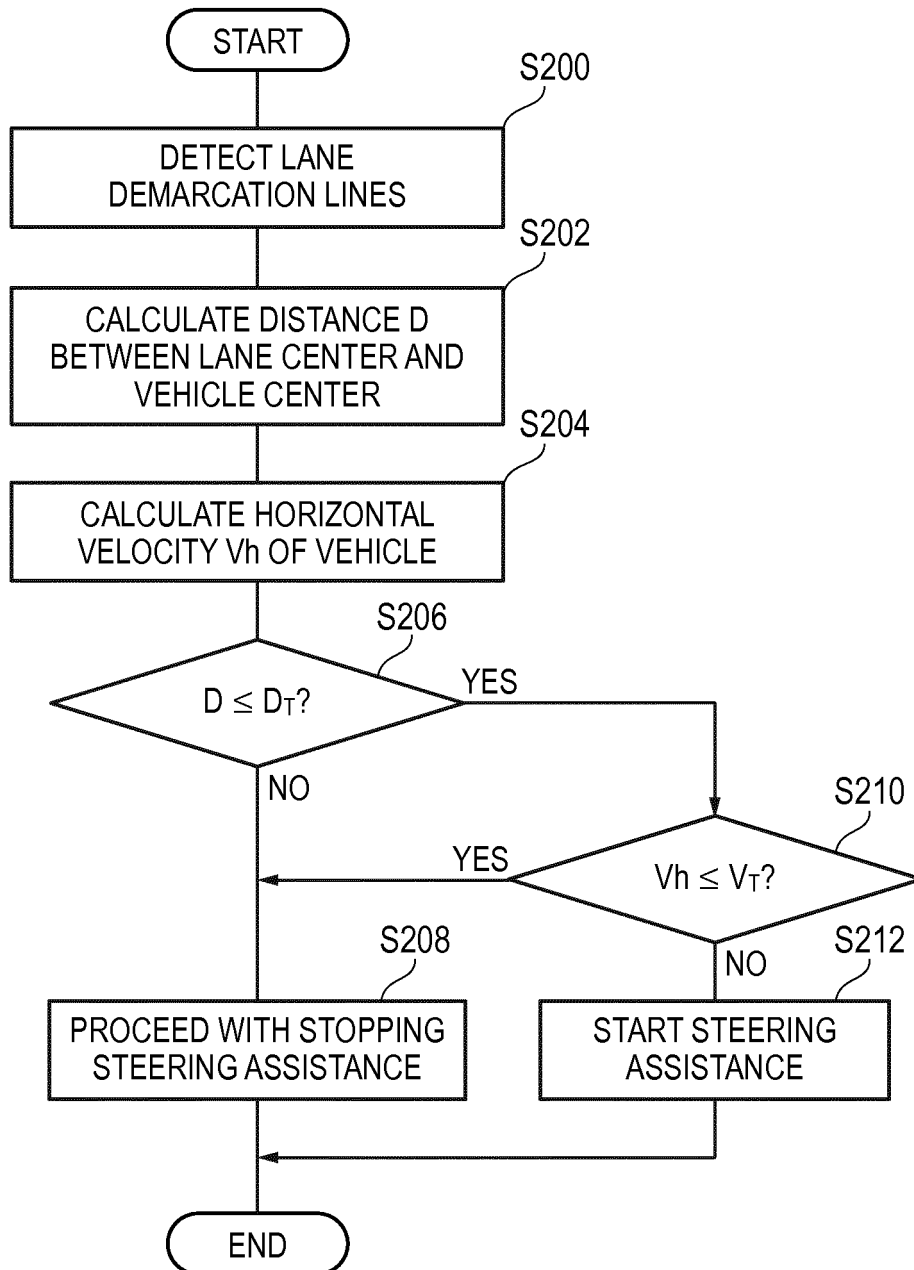 START
S200
DETECT LANE
DEMARCATION LINES
S202
CALCULATE DISTANCE D
BETWEEN LANE CENTER AND
VEHICLE CENTER
S204
CALCULATE HORIZONTAL
VELOCITY Vh OF VEHICLE
S206
D ≤ DT?
YES
NO
S210
Vh ≤ VT?
YES
NO
S208
PROCEED WITH STOPPING
STEERING ASSISTANCE
S212
START STEERING
ASSISTANCE
END